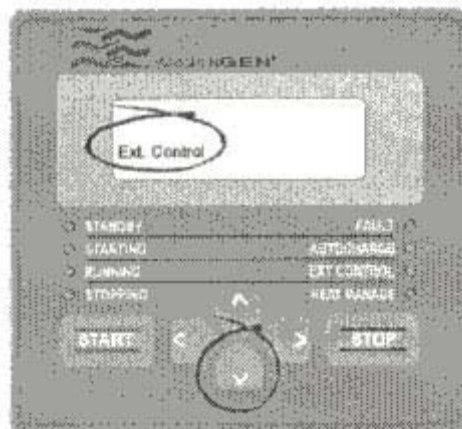 Ext. Control
STANDBY FAULT
STARTING AUTOCHARGE
RUNNING EXT CONTROL
STOPPING HEAT MANAGE
START < > STOP